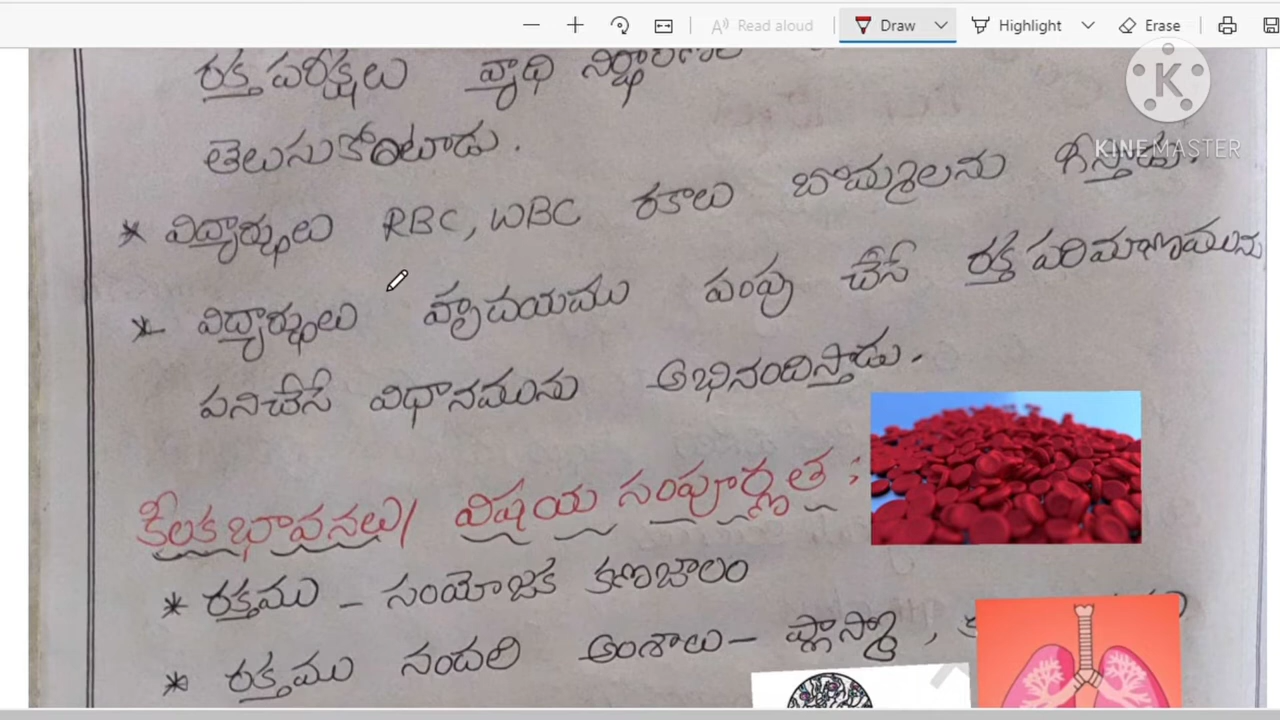 Read aloud Draw Highlight Erase
K
KINEMASTER
రక్త పరీక్షలు వ్యాధి
తెలుసుకోంటాడు.
* విద్యార్థులు RBC, WBC రకాలు బొమ్మలను గీస్తాడు.
* విద్యార్థులు హృదయము పంపు చేసే రక్త పరిమాణమును
పనిచేసే విధానమును అభినందిస్తాడు.
కీలక భావనలు/ విషయ సంపూర్ణత :
* రక్తము - సంయోజక కణజాలం
* రక్తము నందలి అంశాలు - ప్లాస్మా,